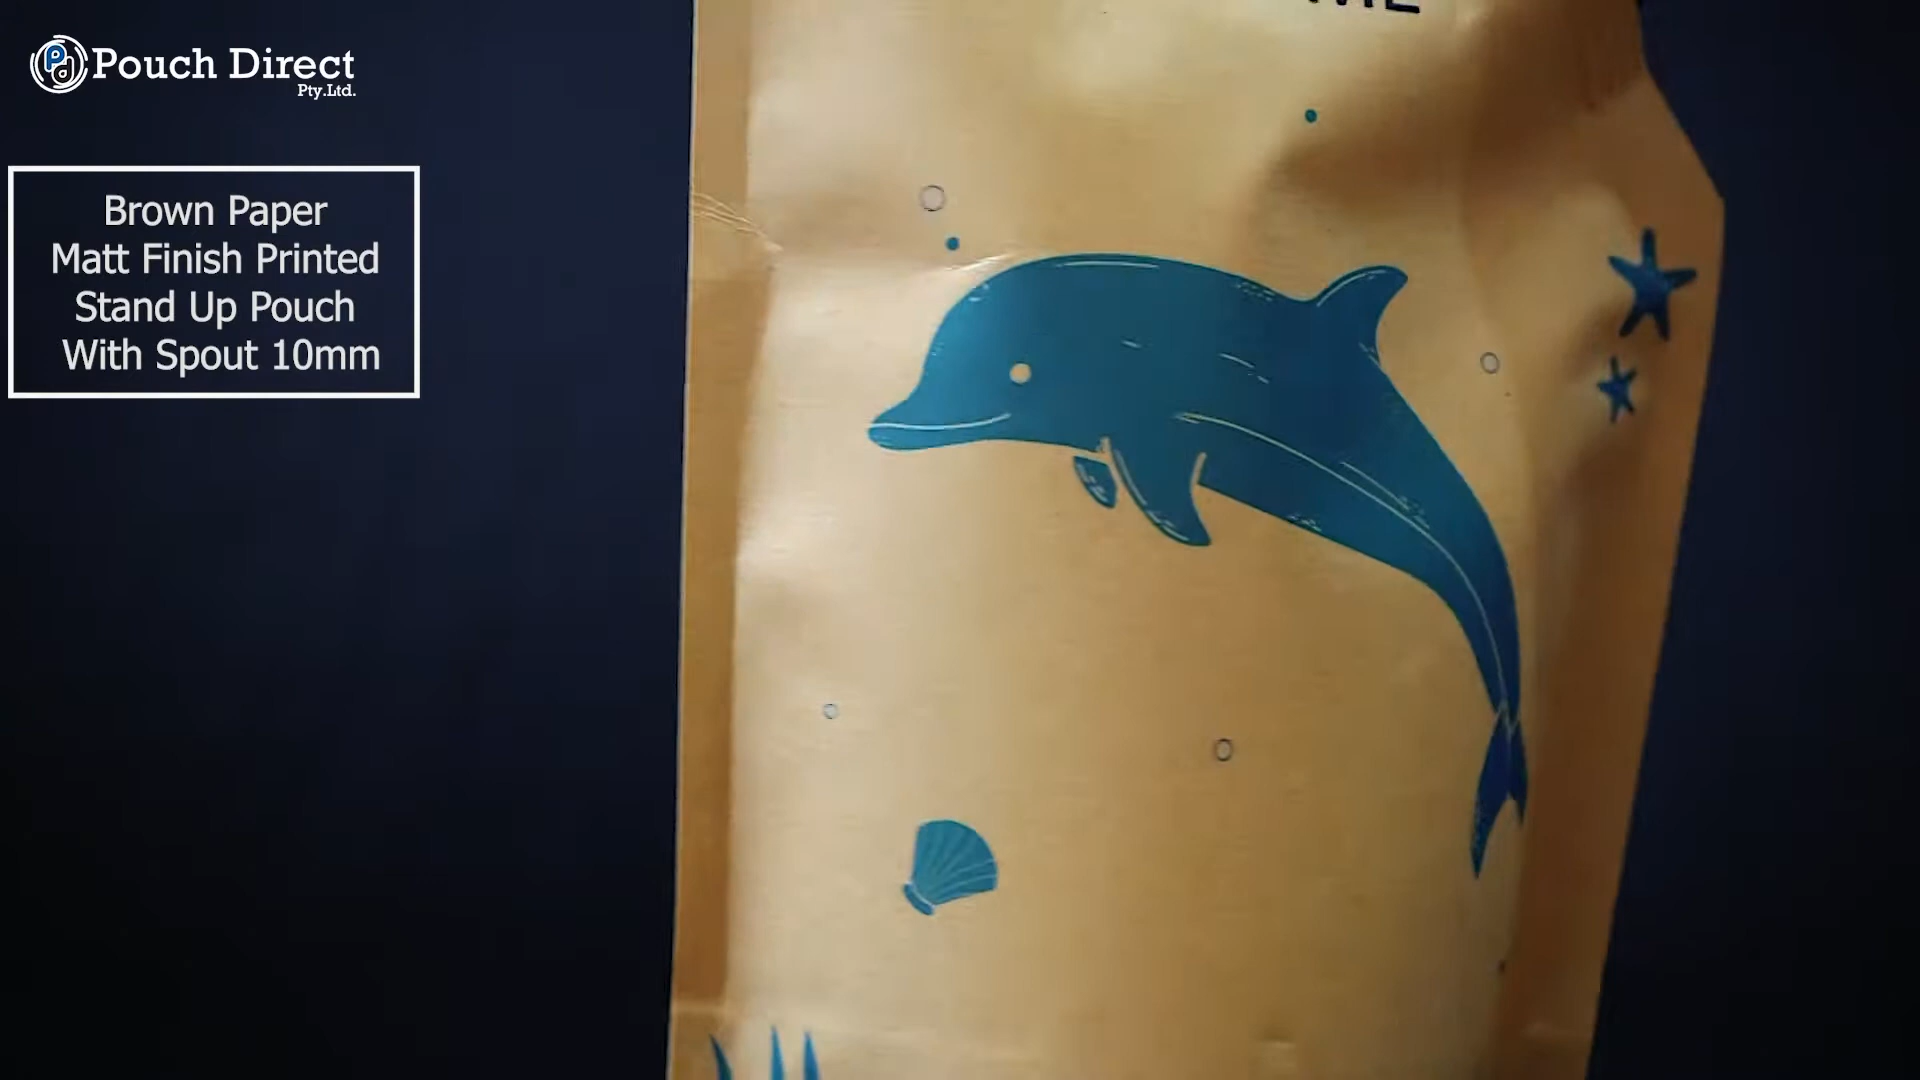 Pouch Direct
Pty.Ltd.
Brown Paper
Matt Finish Printed
Stand Up Pouch
With Spout 10mm